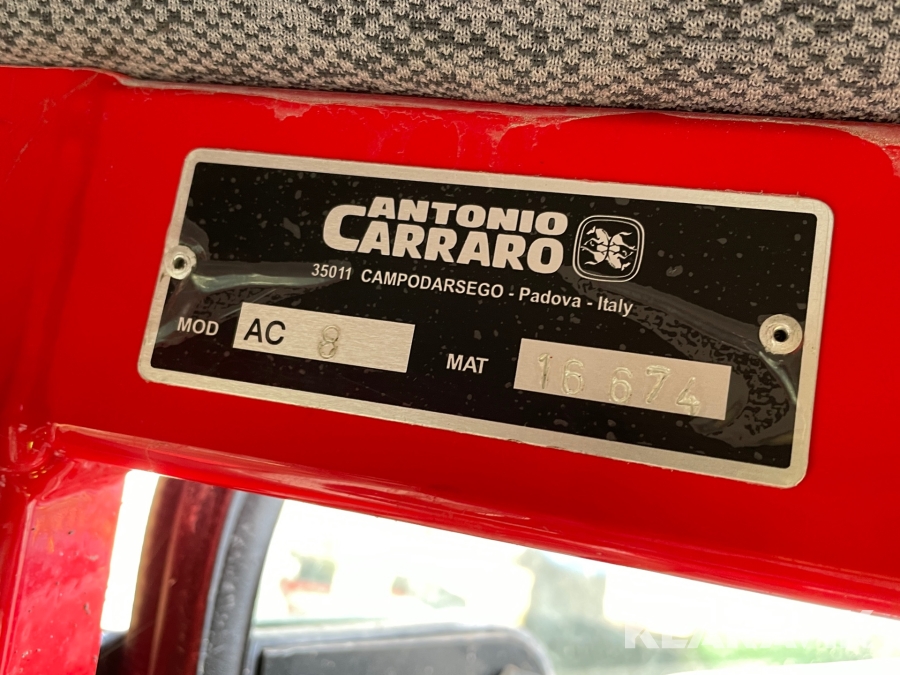 ANTONIO
CARRARO
35011 CAMPODARSEGO - Padova - Italy
MOD AC 8
MAT 16 674